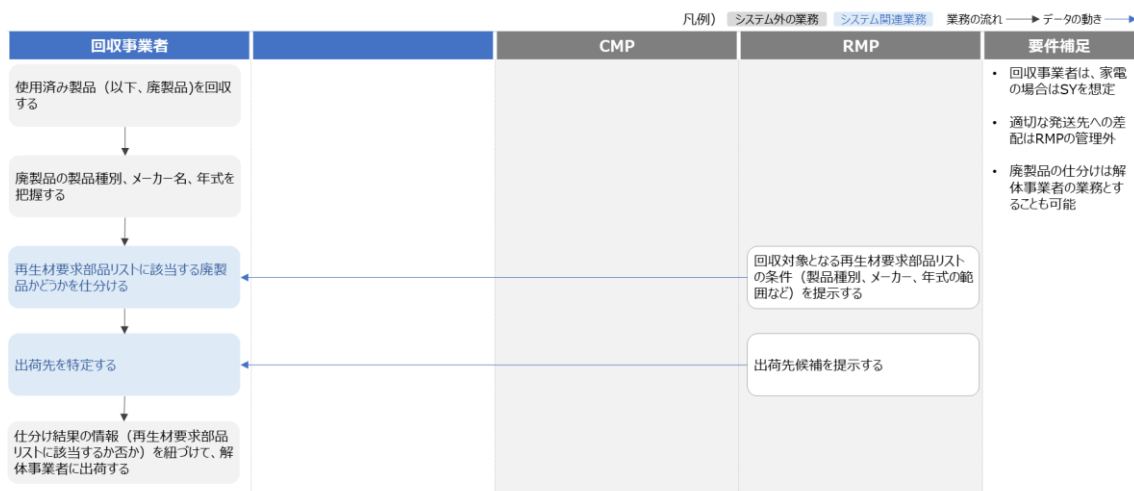 凡例) システム外の業務 システム関連業務 業務の流れ データの動き
回収事業者 CMP RMP 要件補足
使用済み製品（以下、廃製品)を回収
する
廃製品の製品種別、メーカー名、年式を
把握する
再生材要求部品リストに該当する廃製
品かどうかを仕分ける
出荷先を特定する
仕分け結果の情報（再生材要求部品
リストに該当するか否か）を紐づけて、解
体事業者に出荷する
回収対象となる再生材要求部品リスト
の条件（製品種別、メーカー、年式の範
囲など）を提示する
出荷先候補を提示する
• 回収事業者は、家電
の場合はSYを想定
• 適切な発送先への差
配はRMPの管理外
• 廃製品の仕分けは解
体事業者の業務とす
ることも可能